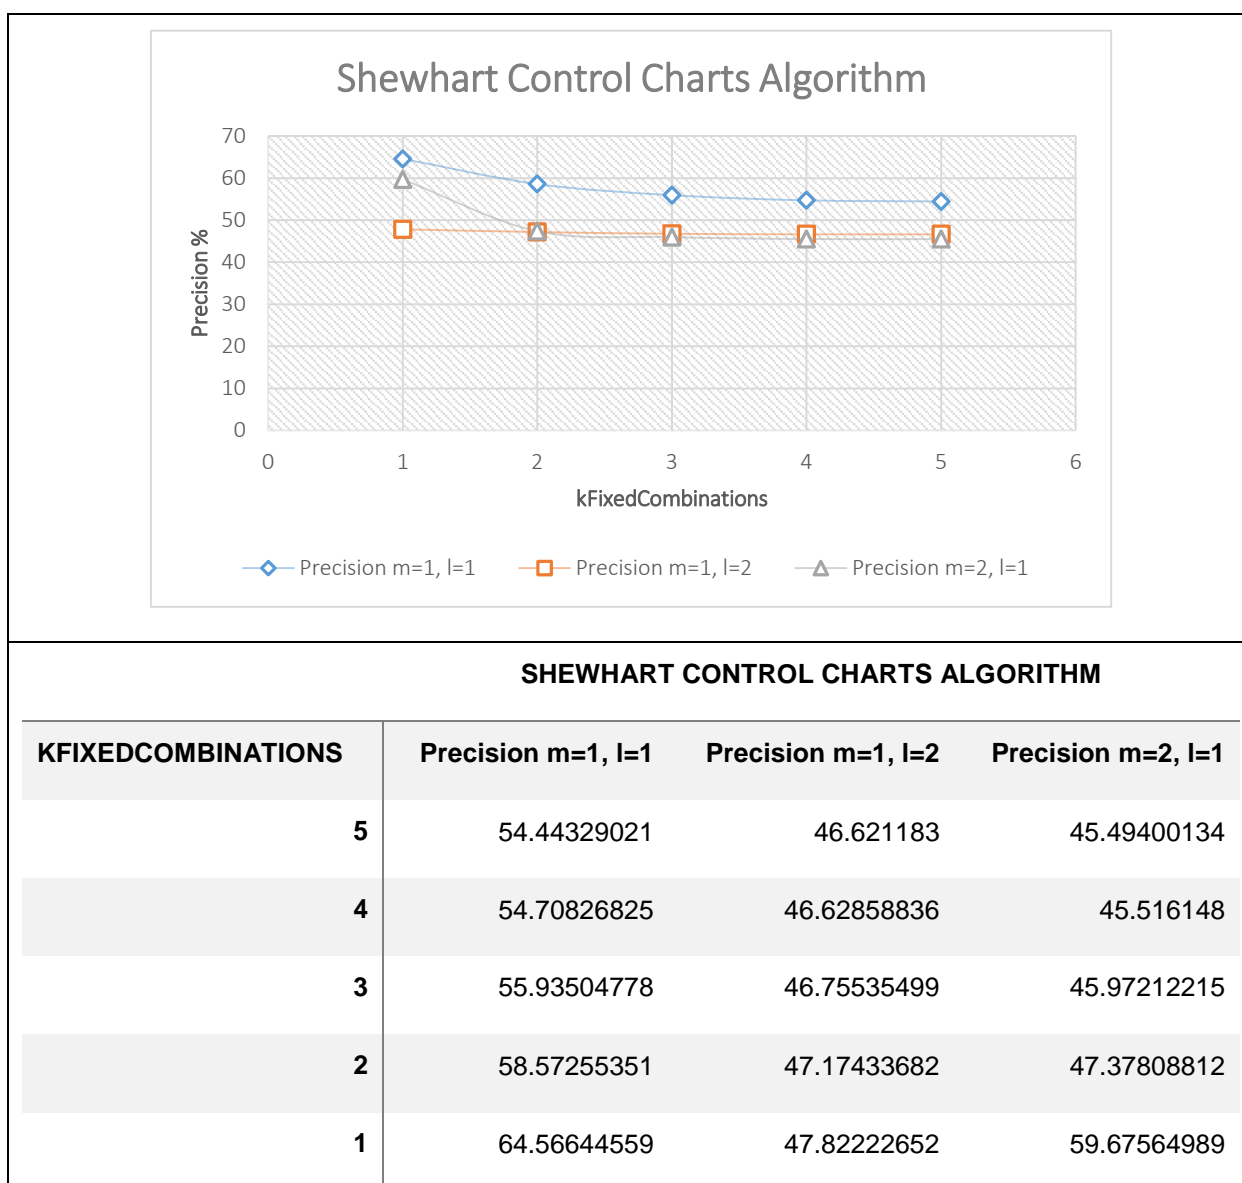 Shewhart Control Charts Algorithm
70
60
50
40
30
20
10
0
Precision %
0 1 2 3 4 5 6
kFixedCombinations
Precision m=1, l=1 Precision m=1, l=2 Precision m=2, l=1
SHEWHART CONTROL CHARTS ALGORITHM
KFIXEDCOMBINATIONS Precision m=1, l=1 Precision m=1, l=2 Precision m=2, l=1
5 54.44329021 46.621183 45.49400134
4 54.70826825 46.62858836 45.516148
3 55.93504778 46.75535499 45.97212215
2 58.57255351 47.17433682 47.37808812
1 64.56644559 47.82222652 59.67564989